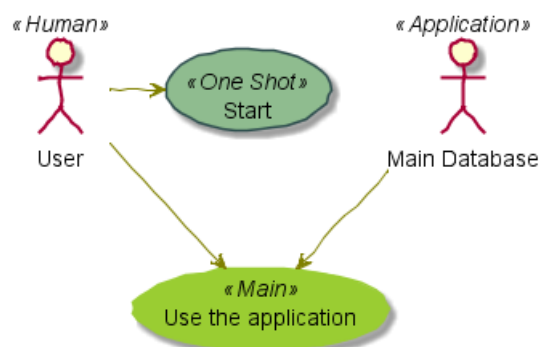 «Human»
«Application»
«One Shot»
Start
User
Main Database
«Main»
Use the application